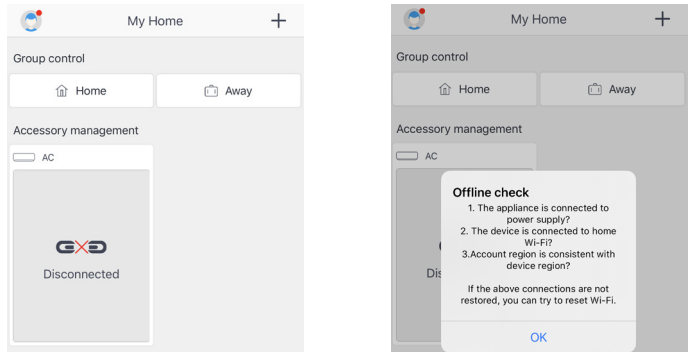 My Home
Group control
Home
Away
Accessory management
AC
Disconnected
My Home
Group control
Home
Away
Accessory management
AC
Dis
Offline check
1. The appliance is connected to
power supply?
2. The device is connected to home
Wi-Fi?
3.Account region is consistent with
device region?
If the above connections are not
restored, you can try to reset Wi-Fi.
OK